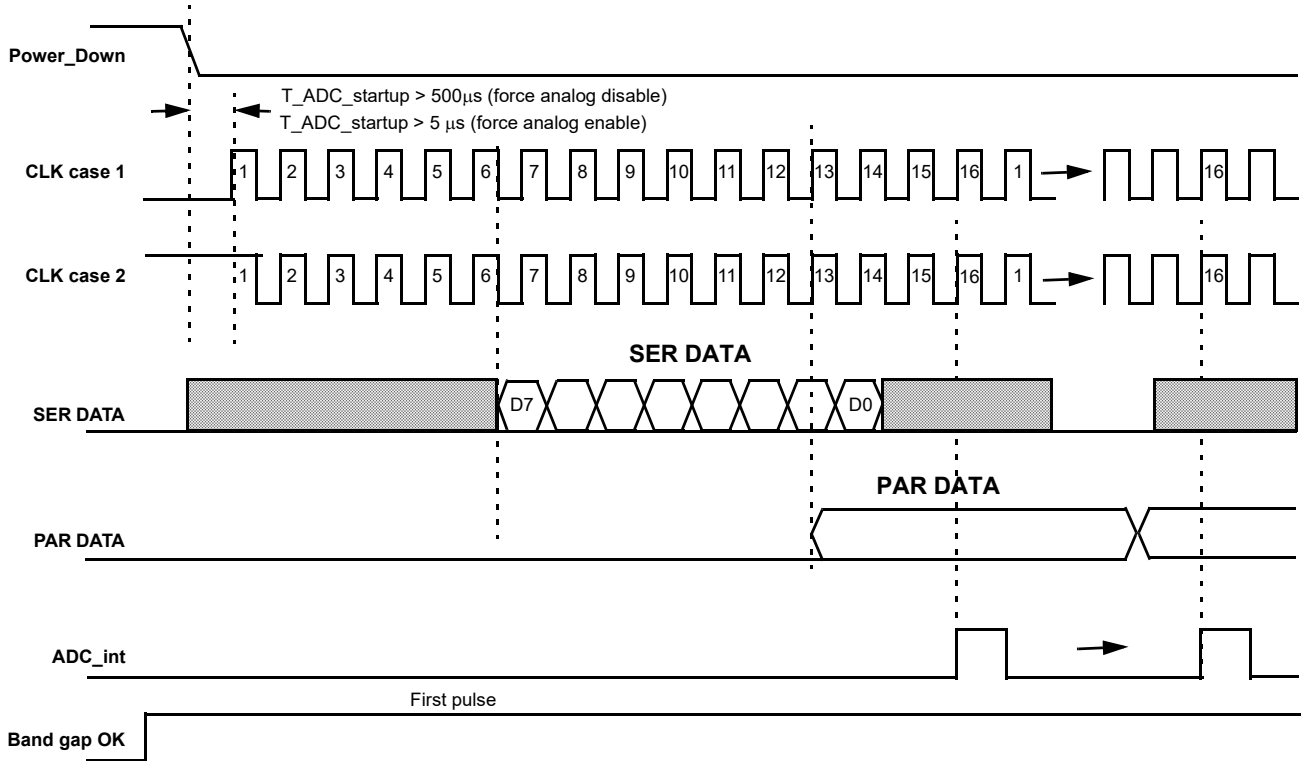 Power_Down
T_ADC_startup > 500μs (force analog disable)
T_ADC_startup > 5 μs (force analog enable)
CLK case 1
1 2 3 4 5 6 7 8 9 10 11 12 13 14 15 16 1 16
CLK case 2
1 2 3 4 5 6 7 8 9 10 11 12 13 14 15 16 1 16
SER DATA
SER DATA
D7 D0
PAR DATA
PAR DATA
ADC_int
First pulse
Band gap OK